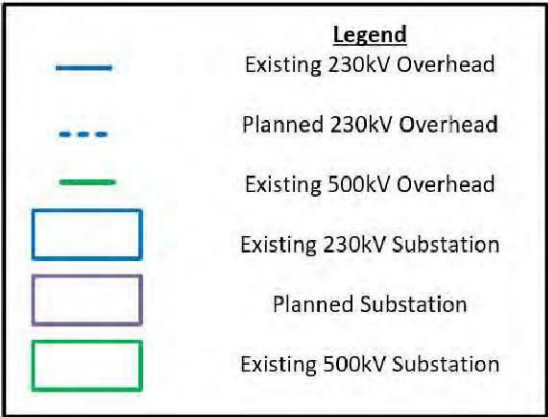 Legend
Existing 230kV Overhead
Planned 230kV Overhead
Existing 500kV Overhead
Existing 230kV Substation
Planned Substation
Existing 500kV Substation